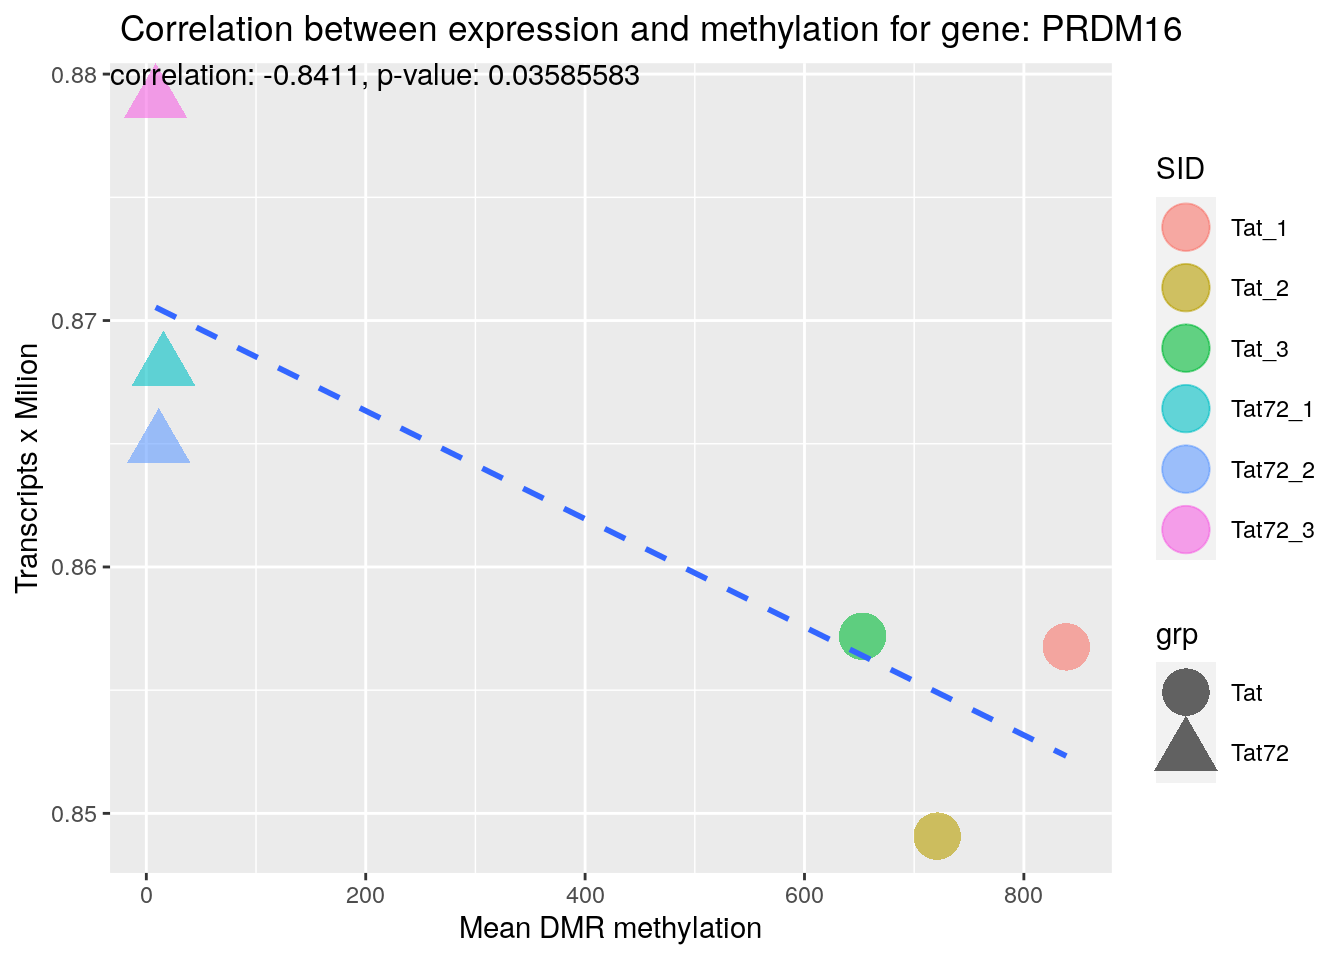 Correlation between expression and methylation for gene: PRDM16
correlation: -0.8411, p-value: 0.03585583
0.88
0.87
0.86
0.85
Transcripts x Milion
0 200 400 600 800
Mean DMR methylation
SID
Tat_1
Tat_2
Tat_3
Tat72_1
Tat72_2
Tat72_3
grp
Tat
Tat72